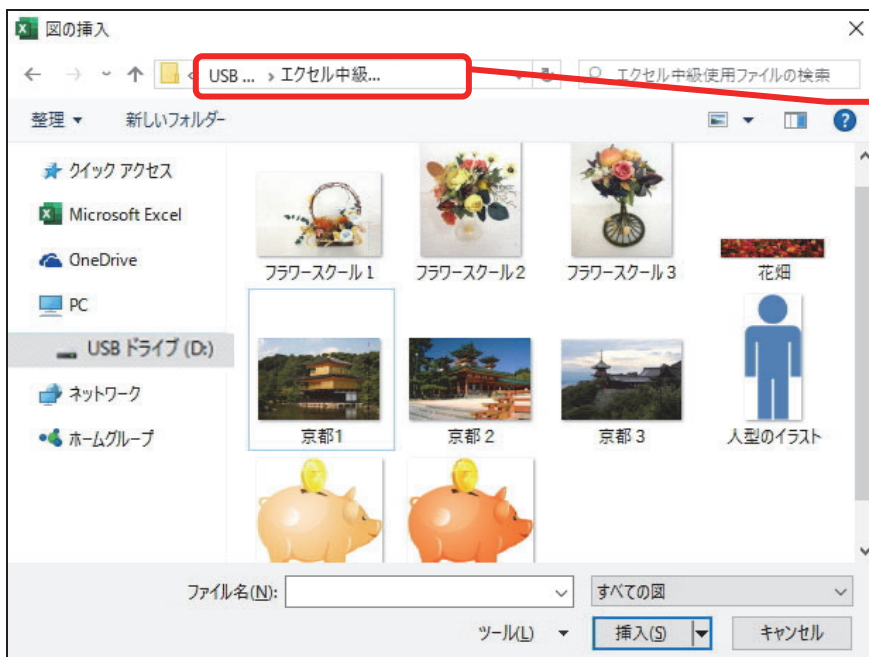 図の挿入
« USB ... › エクセル中級... エクセル中級使用ファイルの検索
整理 新しいフォルダー
クイック アクセス
Microsoft Excel
OneDrive
PC
USB ドライブ (D:)
ネットワーク
ホームグループ
フラワースクール1 フラワースクール2 フラワースクール3 花畑
京都1 京都2 京都3 人型のイラスト
ファイル名(N): すべての図
ツール(L) 挿入(S) キャンセル